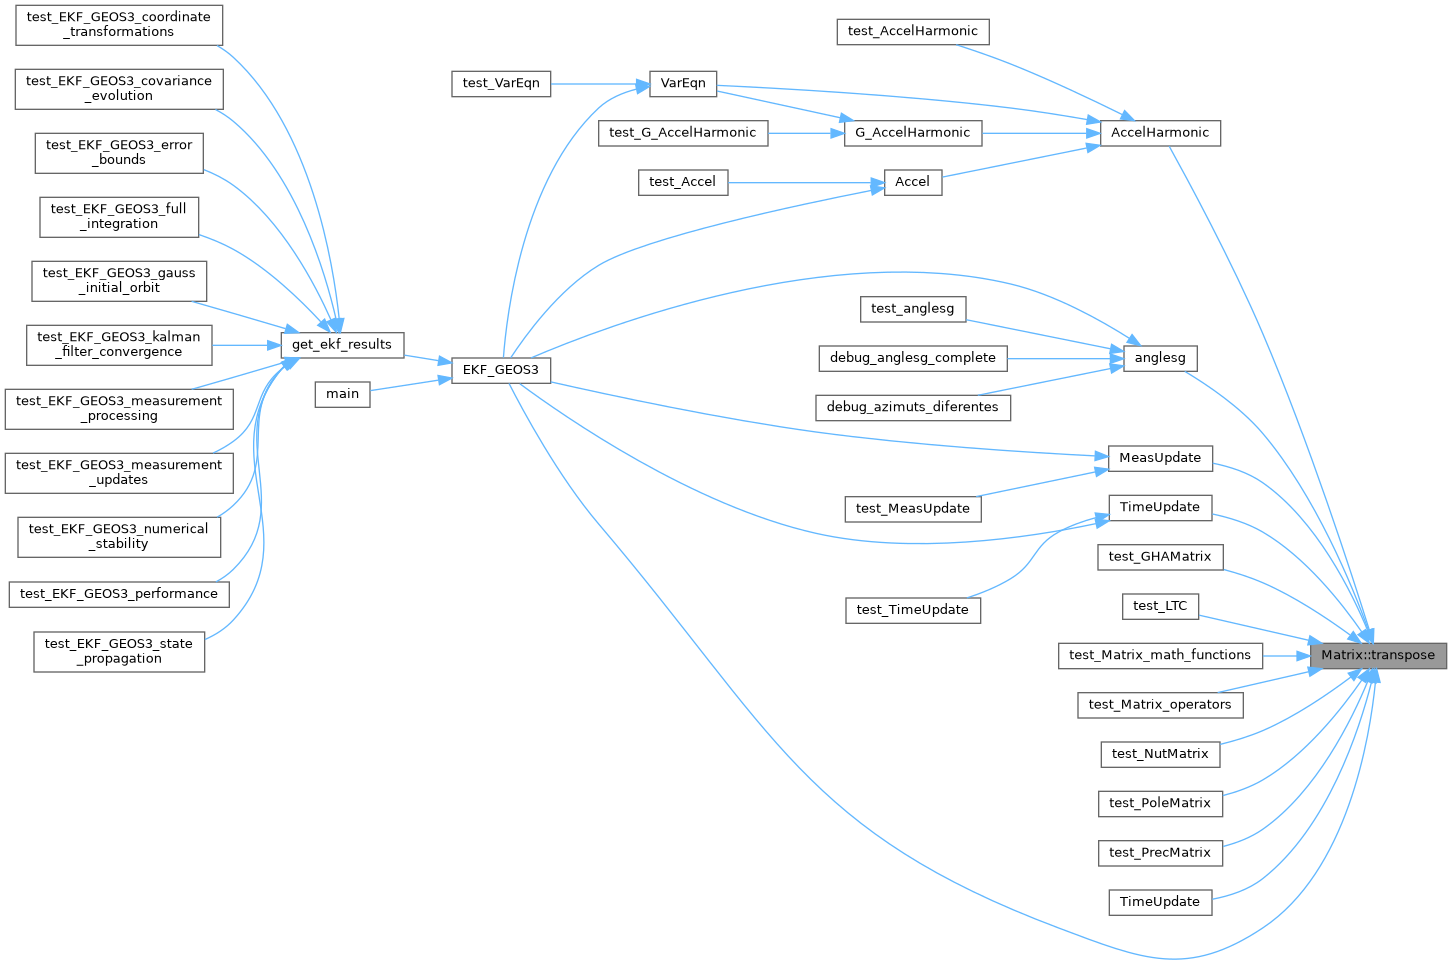 test_EKF_GEOS3_coordinate
_transformations
test_EKF_GEOS3_covariance
_evolution
test_EKF_GEOS3_error
_bounds
test_EKF_GEOS3_full
_integration
test_EKF_GEOS3_gauss
_initial_orbit
test_EKF_GEOS3_kalman
_filter_convergence
test_EKF_GEOS3_measurement
_processing
test_EKF_GEOS3_measurement
_updates
test_EKF_GEOS3_numerical
_stability
test_EKF_GEOS3_performance
test_EKF_GEOS3_state
_propagation
get_ekf_results
main
EKF_GEOS3
test_VarEqn
VarEqn
test_G_AccelHarmonic
test_Accel
test_AccelHarmonic
G_AccelHarmonic
Accel
test_anglesg
debug_anglesg_complete
debug_azimuts_diferentes
test_MeasUpdate
test_TimeUpdate
AccelHarmonic
anglesg
MeasUpdate
TimeUpdate
test_GHAMatrix
test_LTC
test_Matrix_math_functions
test_Matrix_operators
test_NutMatrix
test_PoleMatrix
test_PrecMatrix
TimeUpdate
Matrix::transpose